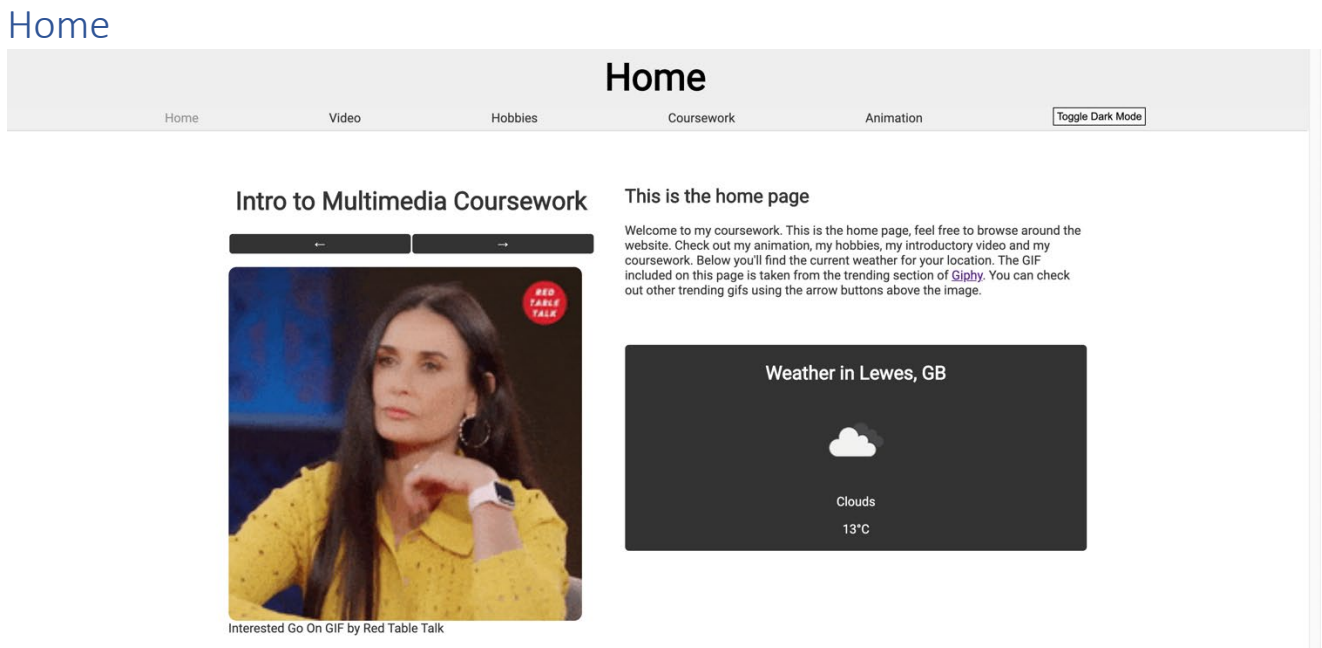 Home
Home
Home Video Hobbies Coursework Animation Toggle Dark Mode
Intro to Multimedia Coursework
← →
RED
TABLE
TALK
Interested Go On GIF by Red Table Talk
This is the home page
Welcome to my coursework. This is the home page, feel free to browse around the
website. Check out my animation, my hobbies, my introductory video and my
coursework. Below you'll find the current weather for your location. The GIF
included on this page is taken from the trending section of Giphy. You can check
out other trending gifs using the arrow buttons above the image.
Weather in Lewes, GB
Clouds
13°C